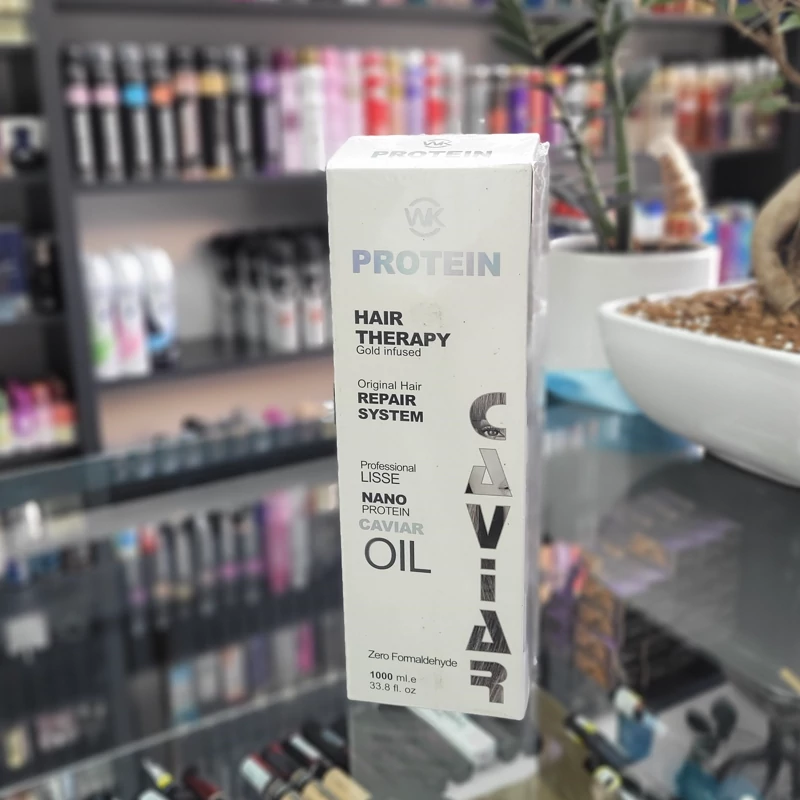 WK
PROTEIN
WK
PROTEIN
HAIR
THERAPY
Gold infused
Original Hair
REPAIR
SYSTEM
Professional
LISSE
NANO
PROTEIN
CAVIAR
OIL
CAViAR
Zero Formaldehyde
1000 ml.e
33.8 fl. oz